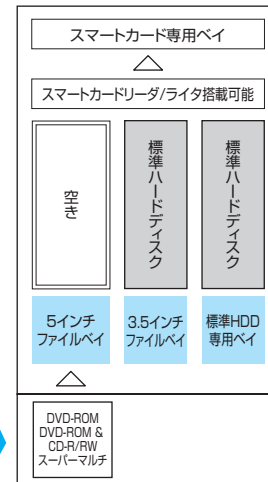 スマートカード専用ベイ
スマートカードリーダ/ライタ搭載可能
空き
標準ハードディスク
標準ハードディスク
5インチ
ファイルベイ
3.5インチ
ファイルベイ
標準HDD
専用ベイ
DVD-ROM
DVD-ROM &
CD-R/RW
スーパーマルチ